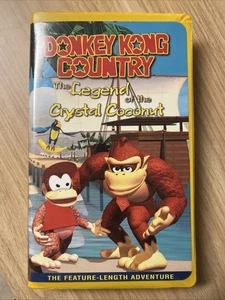 DONKEY KONG
COUNTRY
The Legend
of the
Crystal Coconut
THE FEATURE-LENGTH ADVENTURE